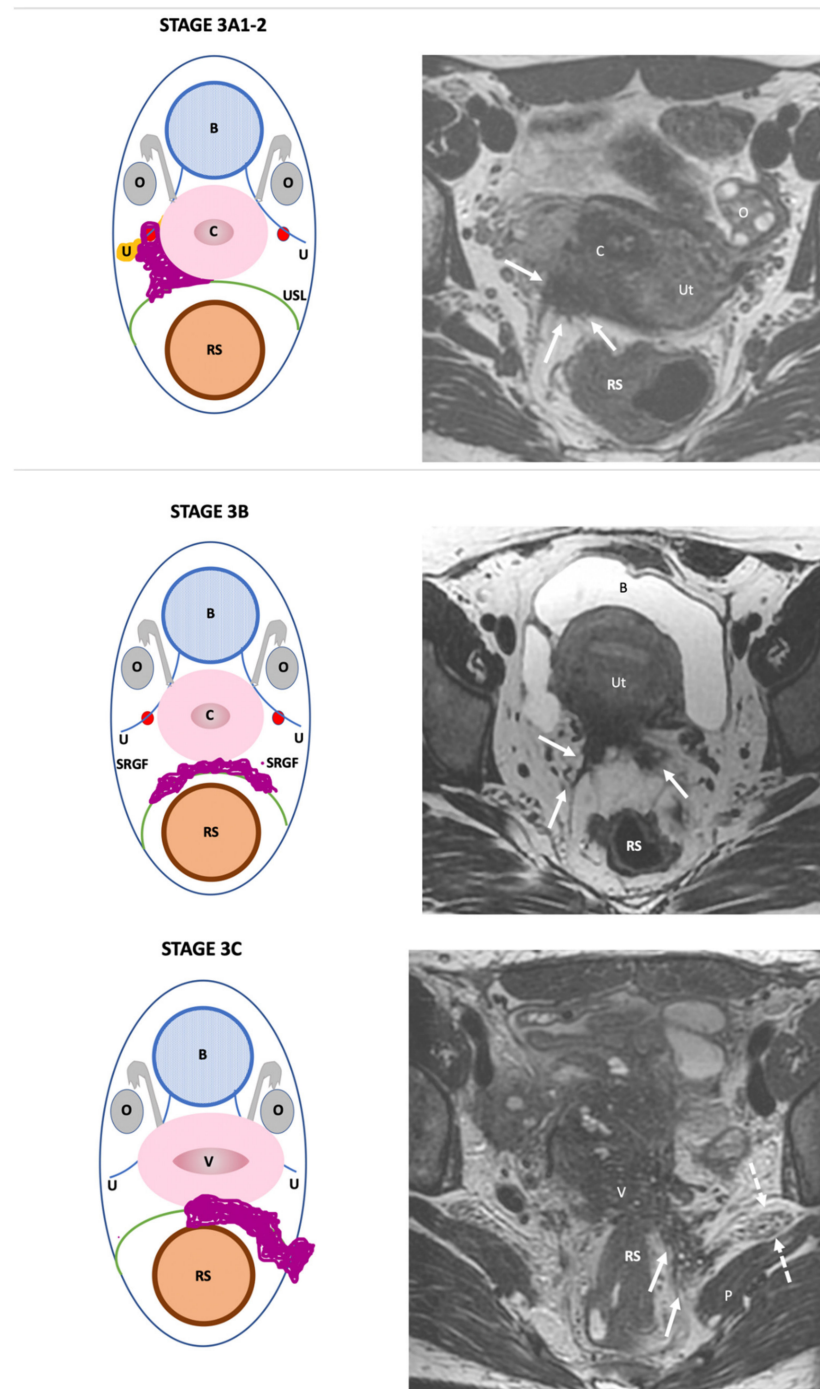 STAGE 3A1-2
B
O O
C
O
U U
C
Ut
USL
RS
RS
STAGE 3B
B
B
O O
Ut
C
U U
SRGF SRGF
RS
RS
STAGE 3C
B
O O
V
U U
V
RS
RS
P